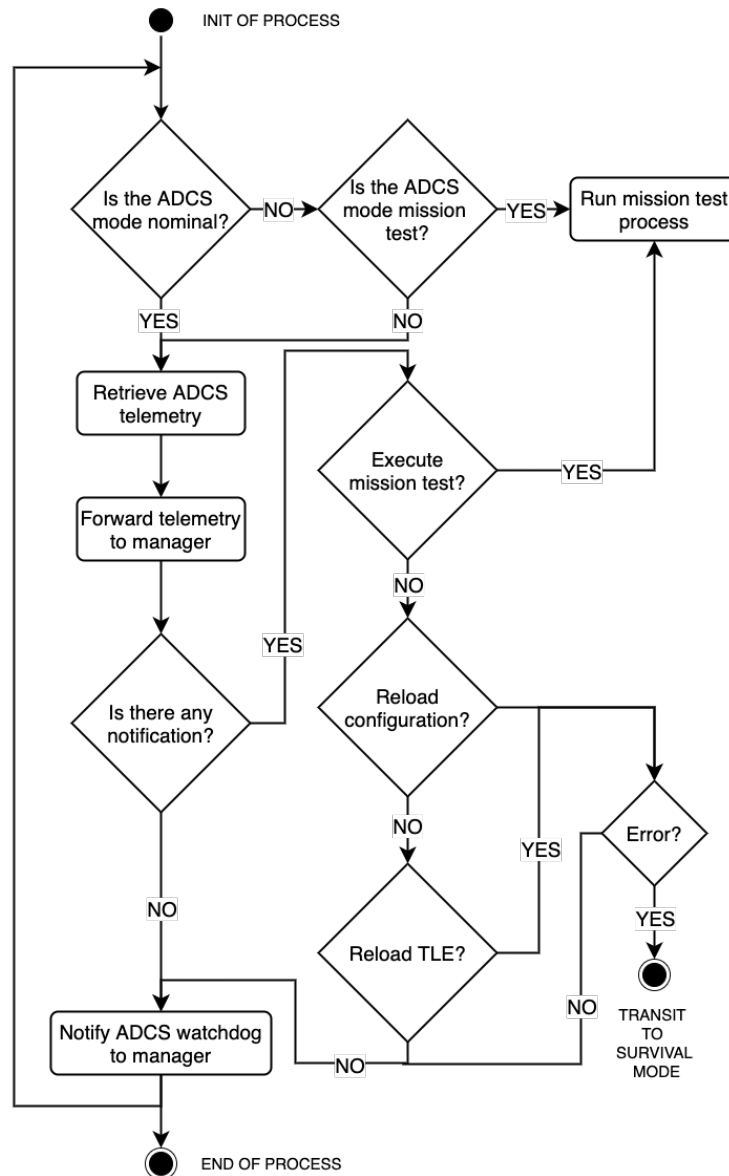 INIT OF PROCESS
Is the ADCS
mode nominal?
NO
Is the ADCS
mode mission
test?
YES
Run mission test
process
YES
NO
Retrieve ADCS
telemetry
Execute
mission test?
YES
Forward telemetry
to manager
NO
YES
Is there any
notification?
Reload
configuration?
NO
YES
Error?
NO
YES
Reload TLE?
NO
TRANSIT
TO
SURVIVAL
MODE
Notify ADCS watchdog
to manager
NO
END OF PROCESS